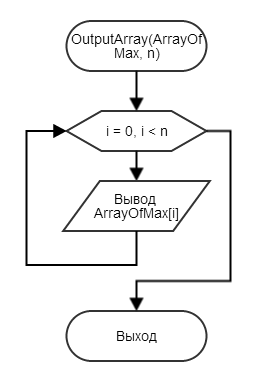 OutputArray(ArrayOf
Max, n)
i = 0, i < n
Вывод
ArrayOfMax[i]
Выход